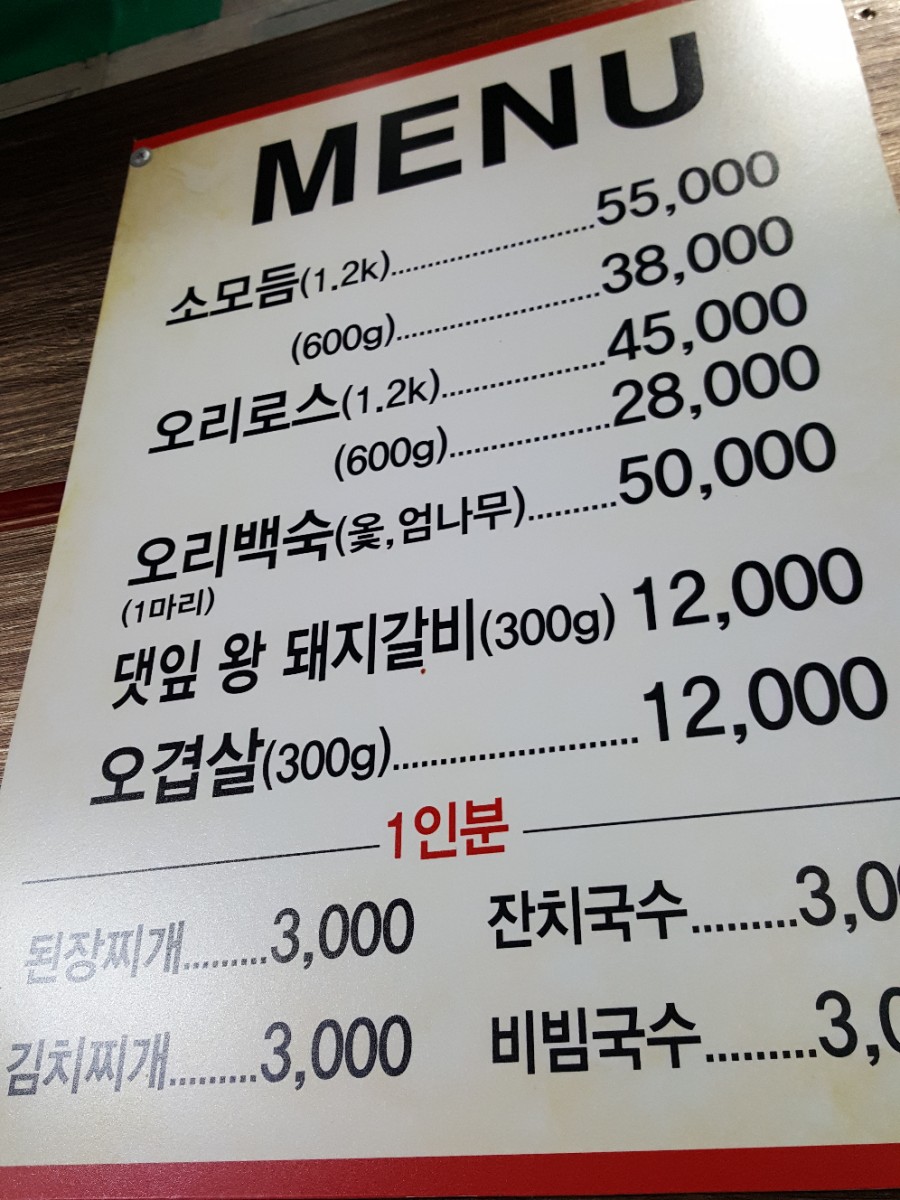 MENU
소모듬(1.2k)..............................55,000
(600g)..............................38,000
오리로스(1.2k)........................45,000
(600g)........................28,000
오리백숙(옻,엄나무)..........50,000
(1마리)
댓잎 왕 돼지갈비(300g) 12,000
오겹살(300g)..............................12,000
1인분
된장찌개..........3,000 잔치국수..........3,0
김치찌개..........3,000 비빔국수..........3,